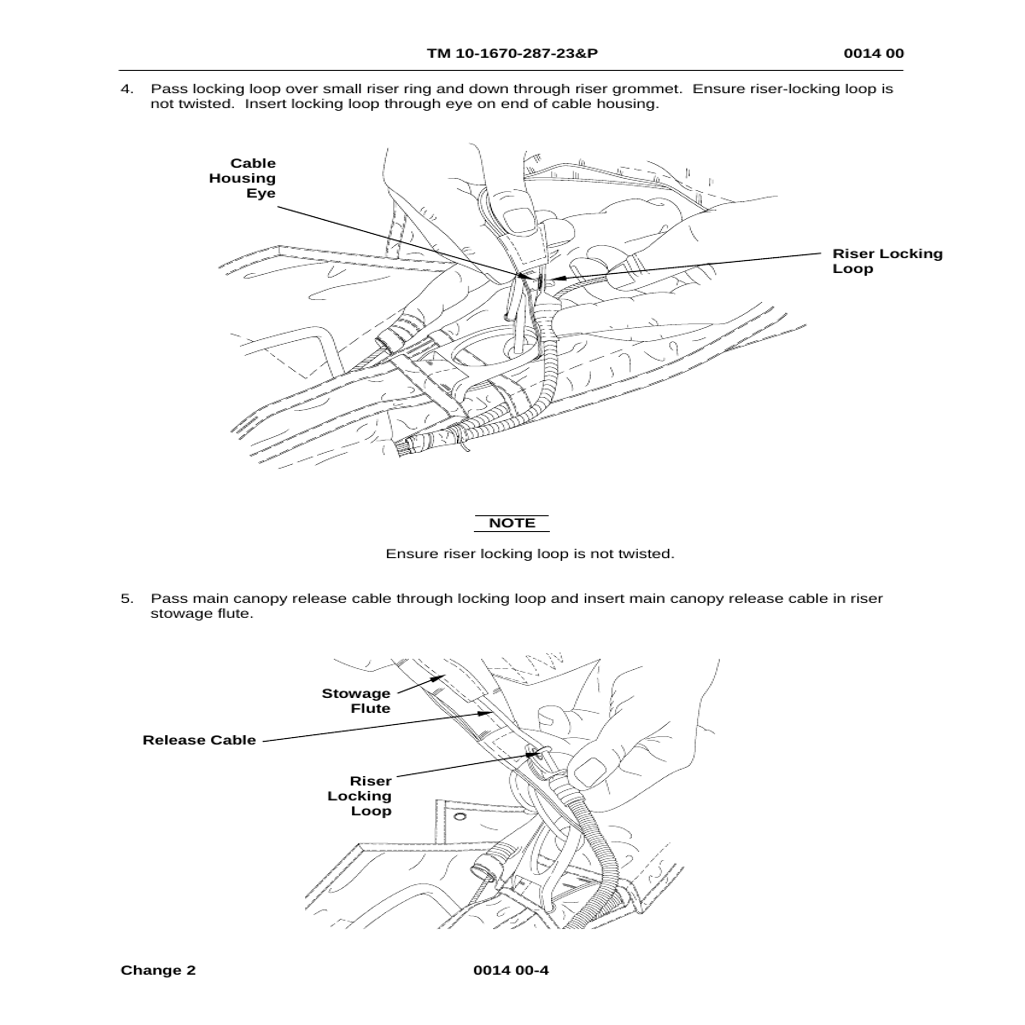 TM 10-1670-287-23&P 0014 00
4. Pass locking loop over small riser ring and down through riser grommet. Ensure riser-locking loop is
not twisted. Insert locking loop through eye on end of cable housing.
Cable
Housing
Eye
Riser Locking
Loop
NOTE
Ensure riser locking loop is not twisted.
5. Pass main canopy release cable through locking loop and insert main canopy release cable in riser
stowage flute.
Stowage
Flute
Release Cable
Riser
Locking
Loop
Change 2 0014 00-4